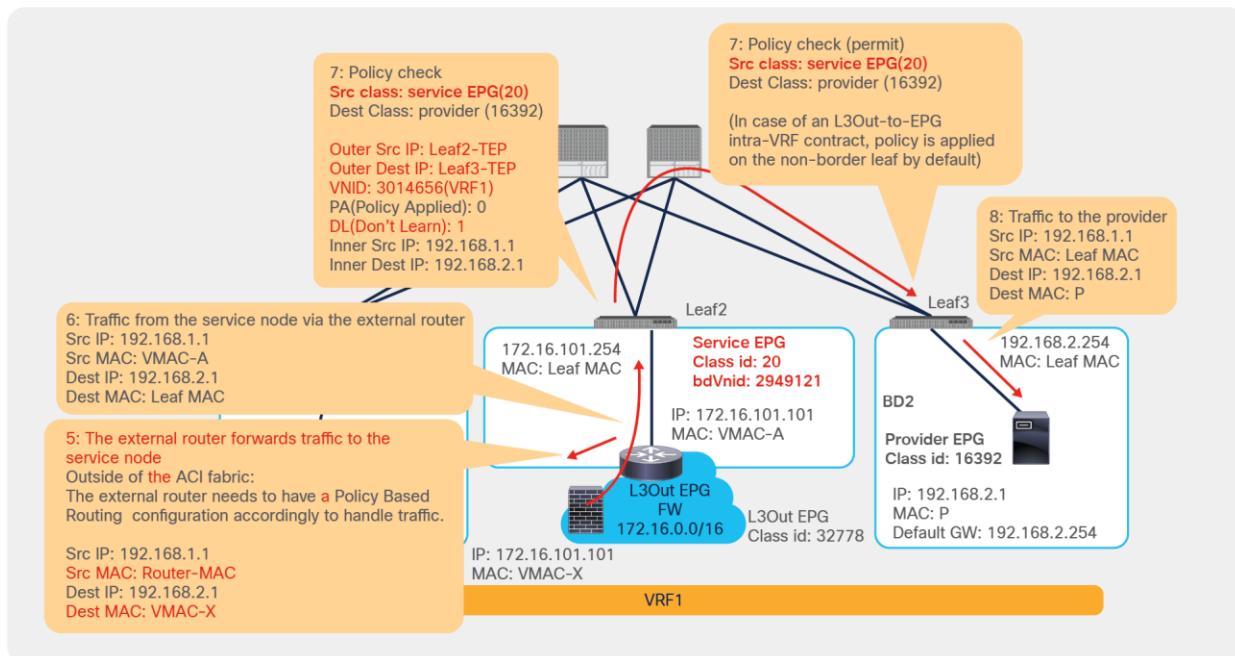 7: Policy check
Src class: service EPG(20)
Dest Class: provider (16392)
Outer Src IP: Leaf2-TEP
Outer Dest IP: Leaf3-TEP
VNID: 3014656(VRF1)
PA(Policy Applied): 0
DL(Don't Learn): 1
Inner Src IP: 192.168.1.1
Inner Dest IP: 192.168.2.1
7: Policy check (permit)
Src class: service EPG(20)
Dest Class: provider (16392)
(In case of an L3Out-to-EPG
intra-VRF contract, policy is applied
on the non-border leaf by default)
8: Traffic to the provider
Src IP: 192.168.1.1
Src MAC: Leaf MAC
Dest IP: 192.168.2.1
Dest MAC: P
6: Traffic from the service node via the external router
Src IP: 192.168.1.1
Src MAC: VMAC-A
Dest IP: 192.168.2.1
Dest MAC: Leaf MAC
5: The external router forwards traffic to the
service node
Outside of the ACI fabric:
The external router needs to have a Policy Based
Routing configuration accordingly to handle traffic.
Src IP: 192.168.1.1
Src MAC: Router-MAC
Dest IP: 192.168.2.1
Dest MAC: VMAC-X
Leaf2
172.16.101.254
MAC: Leaf MAC
Service EPG
Class id: 20
bdVnid: 2949121
IP: 172.16.101.101
MAC: VMAC-A
L3Out EPG
FW
172.16.0.0/16
L3Out EPG
Class id: 32778
IP: 172.16.101.101
MAC: VMAC-X
Leaf3
192.168.2.254
MAC: Leaf MAC
BD2
Provider EPG
Class id: 16392
IP: 192.168.2.1
MAC: P
Default GW: 192.168.2.254
VRF1